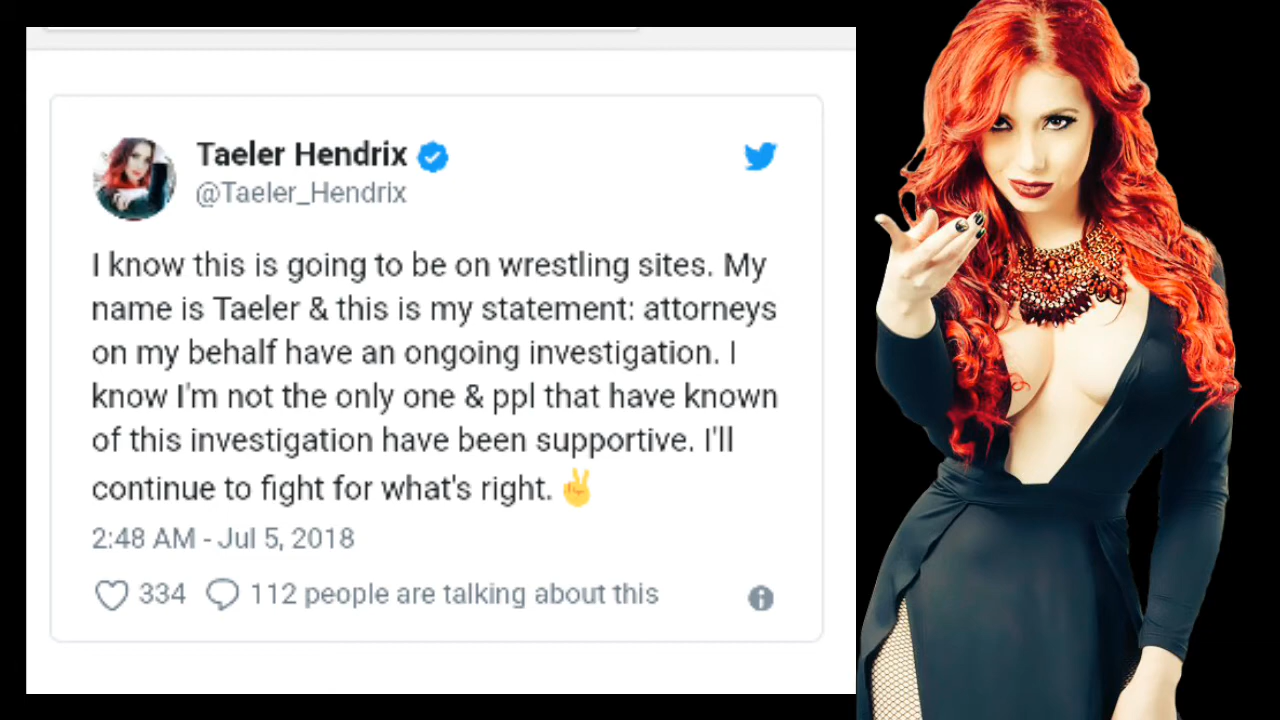 Taeler Hendrix
@Taeler_Hendrix
I know this is going to be on wrestling sites. My
name is Taeler & this is my statement: attorneys
on my behalf have an ongoing investigation. I
know I'm not the only one & ppl that have known
of this investigation have been supportive. I'll
continue to fight for what's right. ✌
2:48 AM - Jul 5, 2018
334 112 people are talking about this